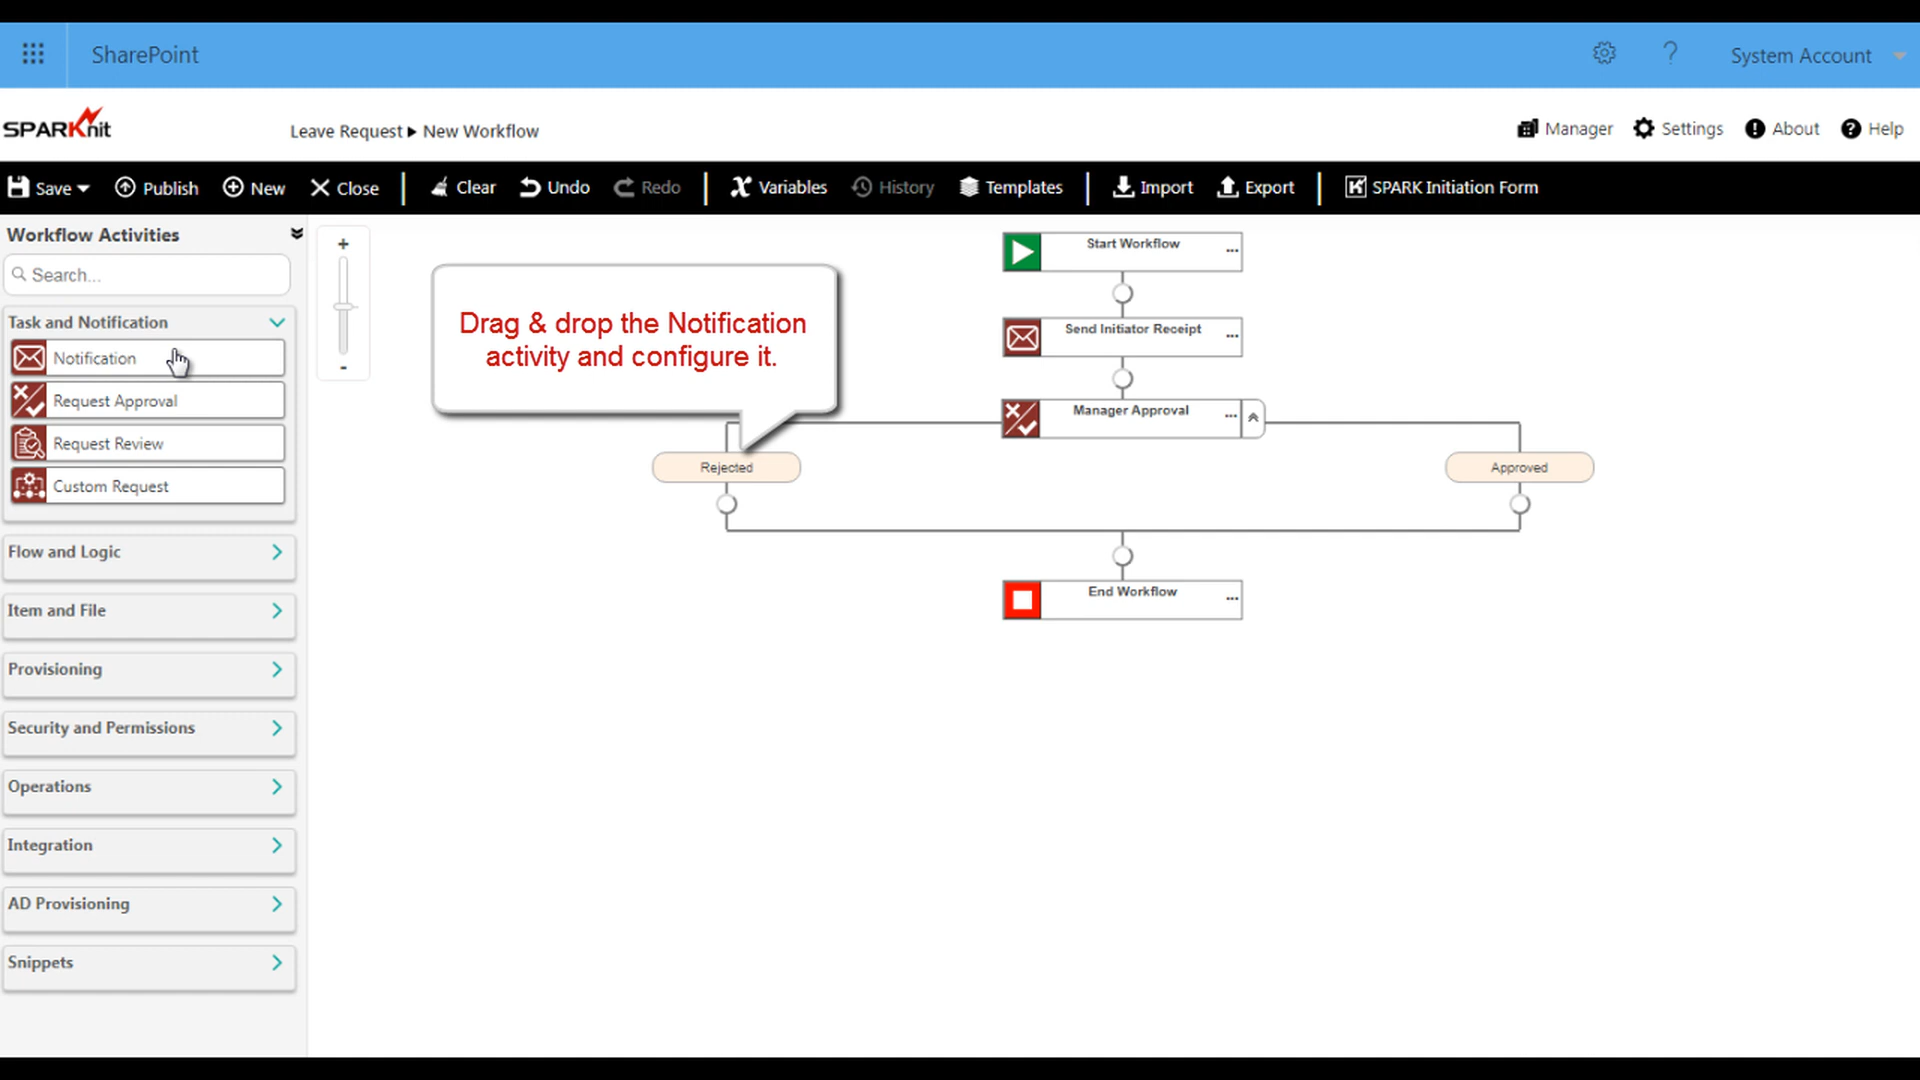 SharePoint
?
System Account
SPARKnit
Leave Request ▸ New Workflow
Manager
Settings
About
Help
Save
Publish
New
Close
Clear
Undo
Redo
Variables
History
Templates
Import
Export
SPARK Initiation Form
Workflow Activities
Search...
Task and Notification
Notification
Request Approval
Request Review
Custom Request
Flow and Logic
Item and File
Provisioning
Security and Permissions
Operations
Integration
AD Provisioning
Snippets
+
-
Drag & drop the Notification
activity and configure it.
Start Workflow
...
Send Initiator Receipt
...
Manager Approval
...
Rejected
Approved
End Workflow
...